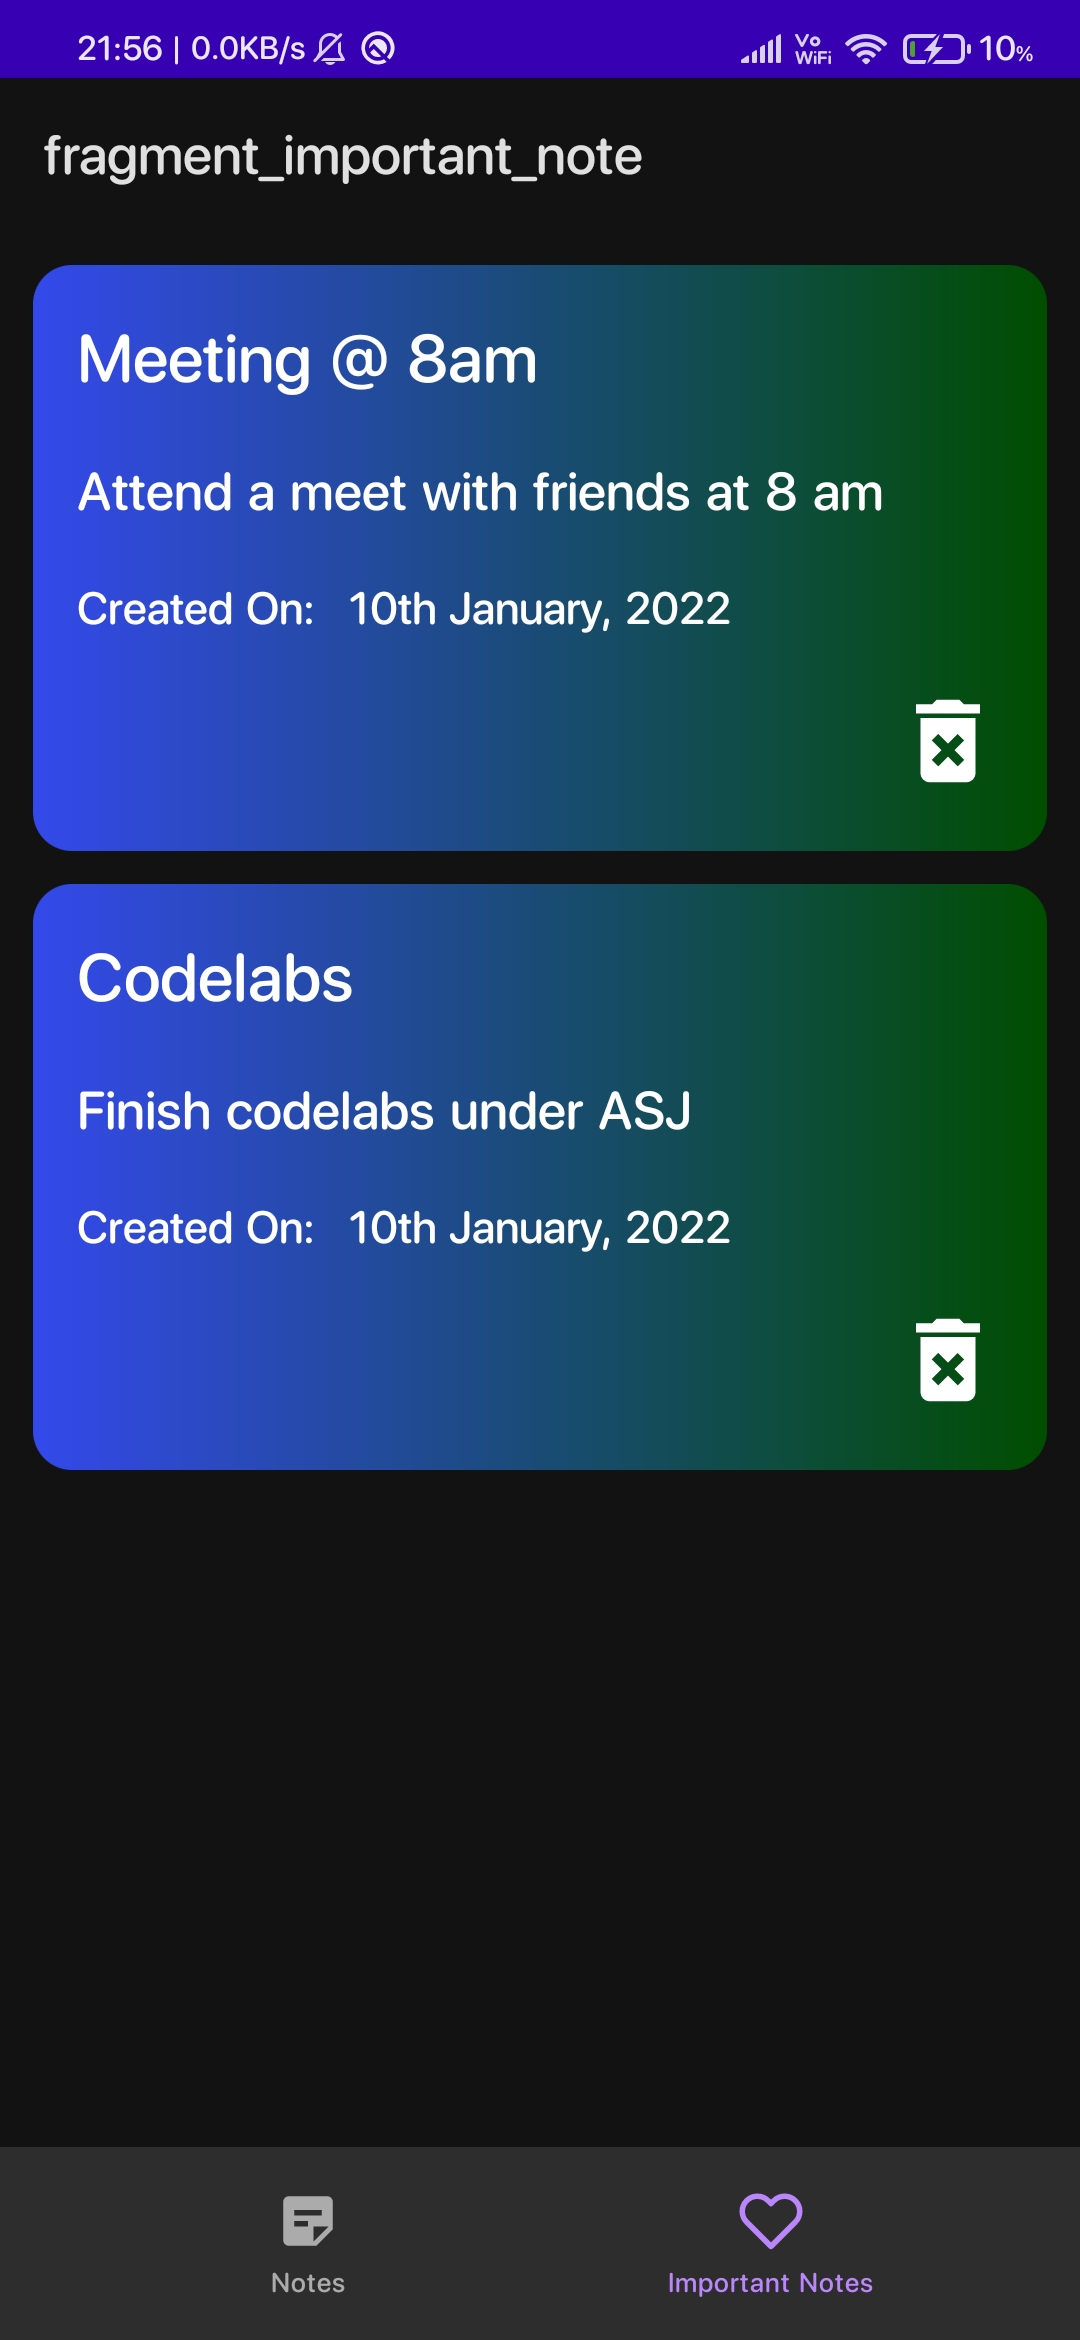 21:56 | 0.0KB/s Vo WiFi 10%
fragment_important_note
Meeting @ 8am
Attend a meet with friends at 8 am
Created On: 10th January, 2022
Codelabs
Finish codelabs under ASJ
Created On: 10th January, 2022
Notes Important Notes